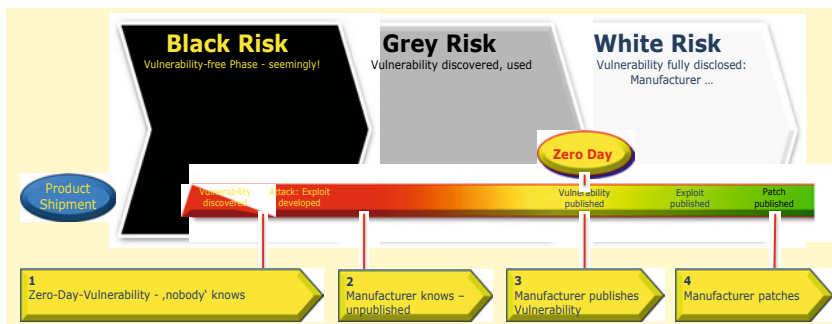 Black Risk
Vulnerability-free Phase - seemingly!
Grey Risk
Vulnerability discovered, used
White Risk
Vulnerability fully disclosed:
Manufacturer ...
Zero Day
Product
Shipment
Vulnerability
discovered
Attack: Exploit
developed
Vulnerability
published
Exploit
published
Patch
published
1
Zero-Day-Vulnerability - ‚nobody‘ knows
2
Manufacturer knows –
unpublished
3
Manufacturer publishes
Vulnerability
4
Manufacturer patches